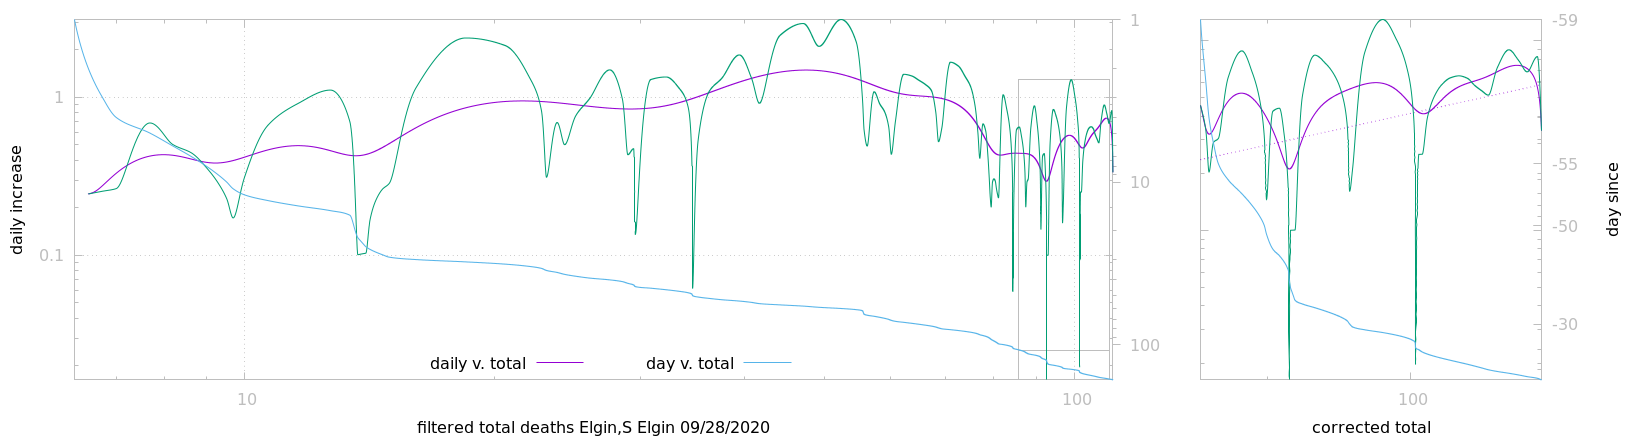 1
-59
1
daily increase
-55
10
day since
-50
0.1
-30
100
daily v. total
day v. total
10
100
100
filtered total deaths Elgin,S Elgin 09/28/2020
corrected total